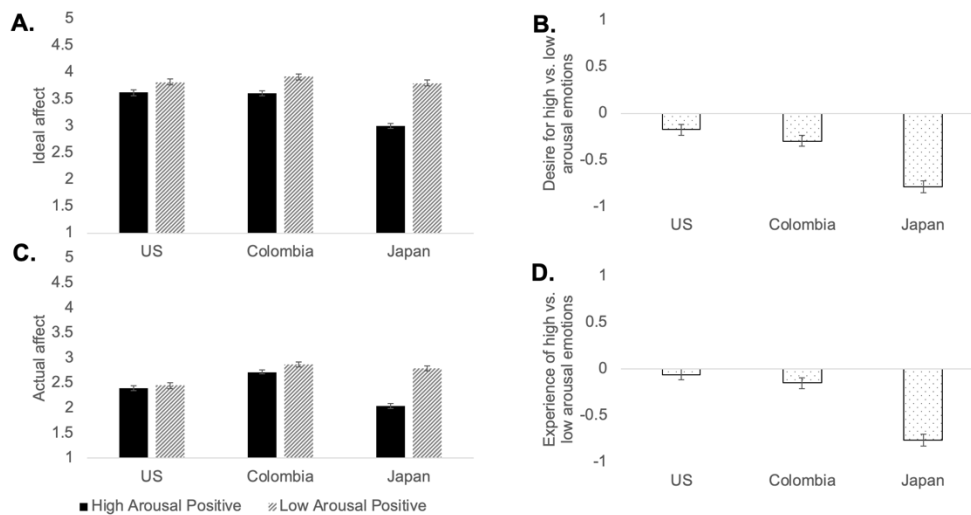 A.
Ideal affect
5
4.5
4
3.5
3
2.5
2
1.5
1
US Colombia Japan
B.
Desire for high vs. low
arousal emotions
1
0.5
0
-0.5
-1
US Colombia Japan
C.
Actual affect
5
4.5
4
3.5
3
2.5
2
1.5
1
US Colombia Japan
High Arousal Positive Low Arousal Positive
D.
Experience of high vs.
low arousal emotions
1
0.5
0
-0.5
-1
US Colombia Japan